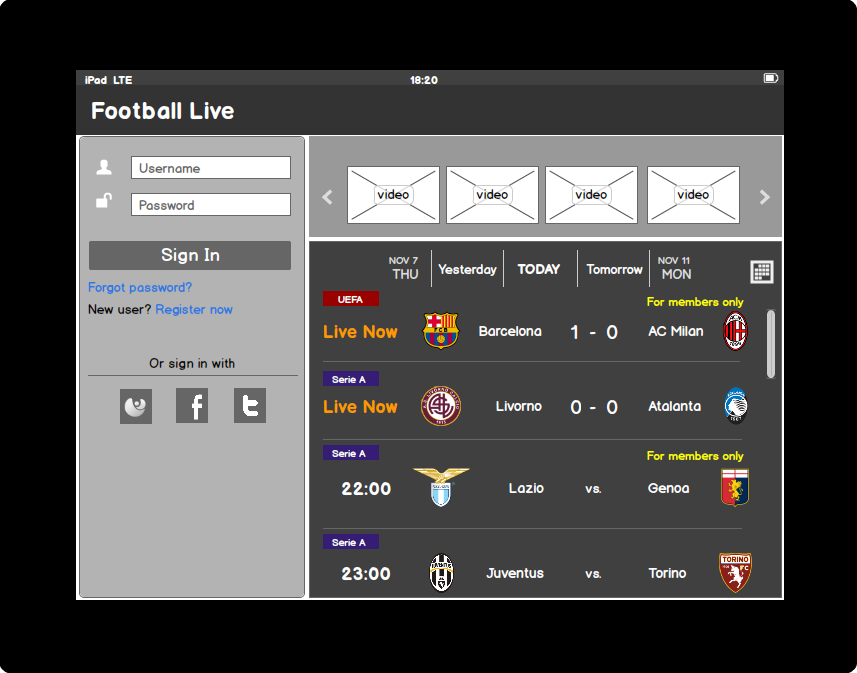 iPad LTE 18:20
Football Live
Username
Password
Sign In
Forgot password?
New user? Register now
Or sign in with
video video video video
NOV 7 THU Yesterday TODAY Tomorrow NOV 11 MON
UEFA For members only
Live Now Barcelona 1 - 0 AC Milan
Serie A
Live Now Livorno 0 - 0 Atalanta
Serie A For members only
22:00 Lazio vs. Genoa
Serie A
23:00 Juventus vs. Torino
TORINO
FC